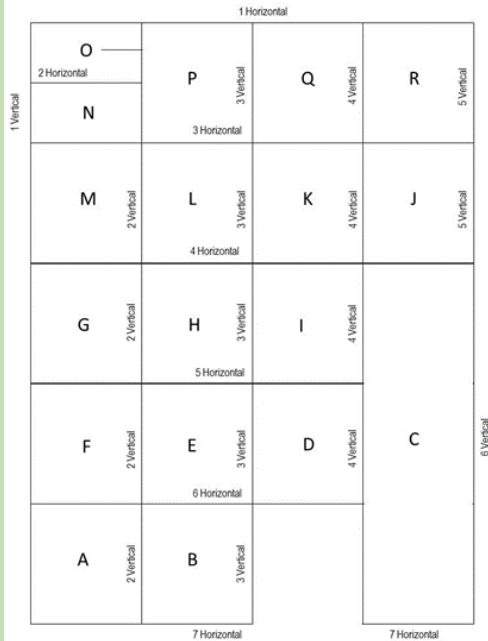 1 Horizontal
O
2 Horizontal
P
3 Vertical
Q
4 Vertical
R
5 Vertical
1 Vertical
N
3 Horizontal
M
2 Vertical
L
3 Vertical
K
4 Vertical
J
5 Vertical
4 Horizontal
G
2 Vertical
H
3 Vertical
I
4 Vertical
5 Horizontal
F
2 Vertical
E
3 Vertical
D
4 Vertical
C
6 Vertical
6 Horizontal
A
2 Vertical
B
3 Vertical
7 Horizontal
7 Horizontal